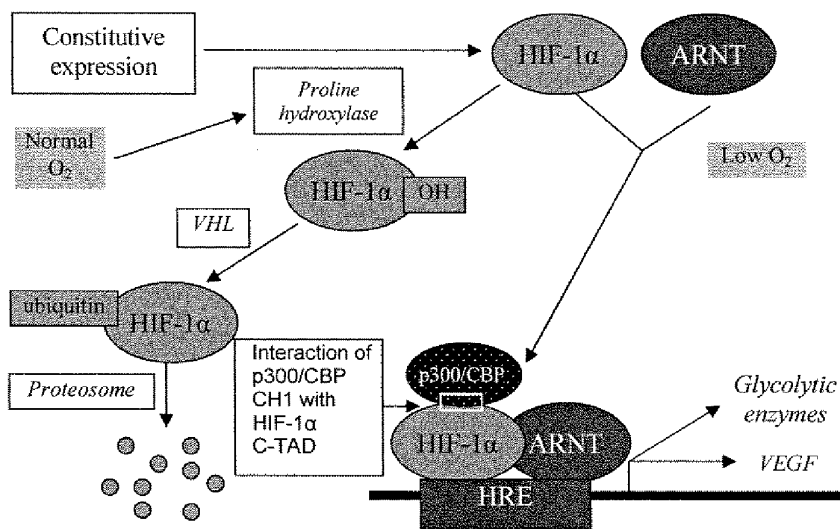 Constitutive
expression
HIF-1α
ARNT
Proline
hydroxylase
Normal
O₂
Low O₂
HIF-1α
OH
VHL
ubiquitin
HIF-1α
Interaction of
p300/CBP
CH1 with
HIF-1α
C-TAD
p300/CBP
Proteosome
Glycolytic
enzymes
HIF-1α
ARNT
VEGF
HRE